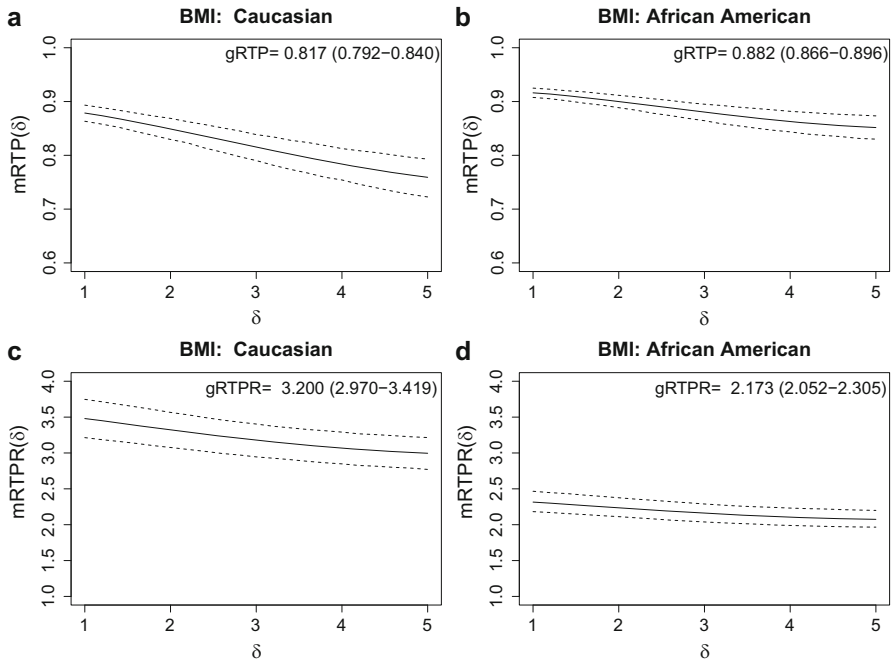 a
BMI:  Caucasian
gRTP= 0.817 (0.792−0.840)
mRTP(δ)
1.0
0.9
0.8
0.7
0.6
1 2 3 4 5
δ
b
BMI: African American
gRTP= 0.882 (0.866−0.896)
mRTP(δ)
1.0
0.9
0.8
0.7
0.6
1 2 3 4 5
δ
c
BMI:  Caucasian
gRTPR=  3.200 (2.970−3.419)
mRTPR(δ)
4.0
3.5
3.0
2.5
2.0
1.5
1.0
1 2 3 4 5
δ
d
BMI: African American
gRTPR=  2.173 (2.052−2.305)
mRTPR(δ)
4.0
3.5
3.0
2.5
2.0
1.5
1.0
1 2 3 4 5
δ